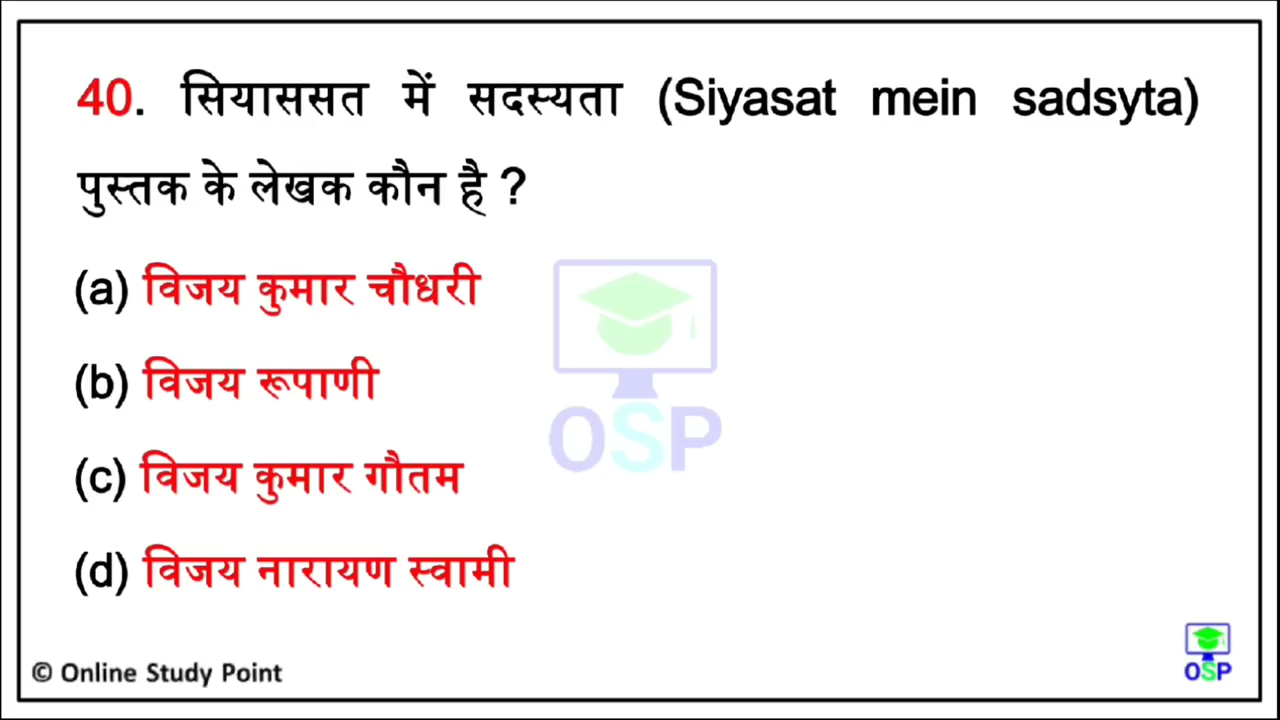 40. सियाससत में सदस्यता (Siyasat mein sadsyta)
पुस्तक के लेखक कौन है ?
(a) विजय कुमार चौधरी
(b) विजय रूपाणी
(c) विजय कुमार गौतम
(d) विजय नारायण स्वामी
OSP
© Online Study Point
OSP